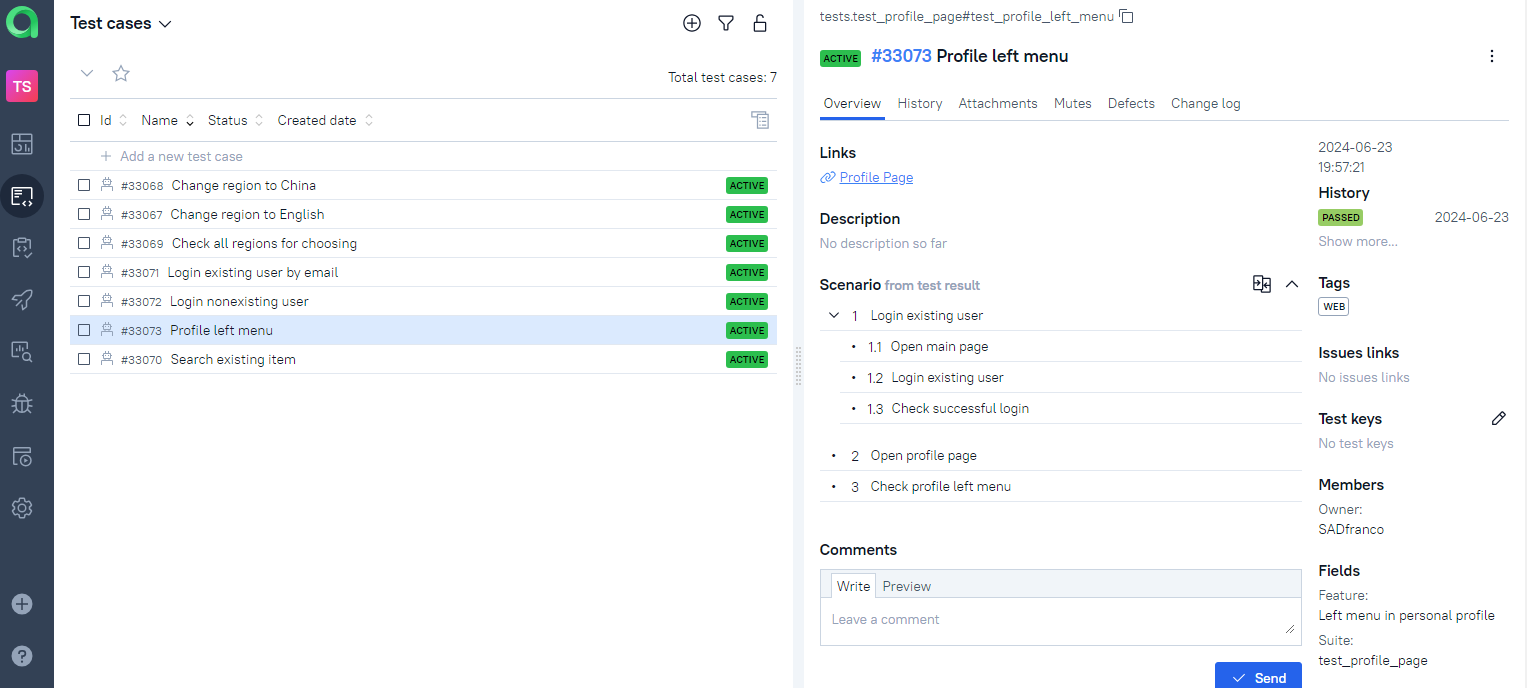 TS
Test cases
Total test cases: 7
Id Name Status Created date
Add a new test case
#33068 Change region to China ACTIVE
#33067 Change region to English ACTIVE
#33069 Check all regions for choosing ACTIVE
#33071 Login existing user by email ACTIVE
#33072 Login nonexisting user ACTIVE
#33073 Profile left menu ACTIVE
#33070 Search existing item ACTIVE
tests.test_profile_page#test_profile_left_menu
ACTIVE #33073 Profile left menu
Overview History Attachments Mutes Defects Change log
Links
Profile Page
Description
No description so far
Scenario from test result
1 Login existing user
• 1.1 Open main page
• 1.2 Login existing user
• 1.3 Check successful login
• 2 Open profile page
• 3 Check profile left menu
Comments
Write Preview
Leave a comment
Send
2024-06-23
19:57:21
History
PASSED 2024-06-23
Show more...
Tags
WEB
Issues links
No issues links
Test keys
No test keys
Members
Owner:
SADfranco
Fields
Feature:
Left menu in personal profile
Suite:
test_profile_page